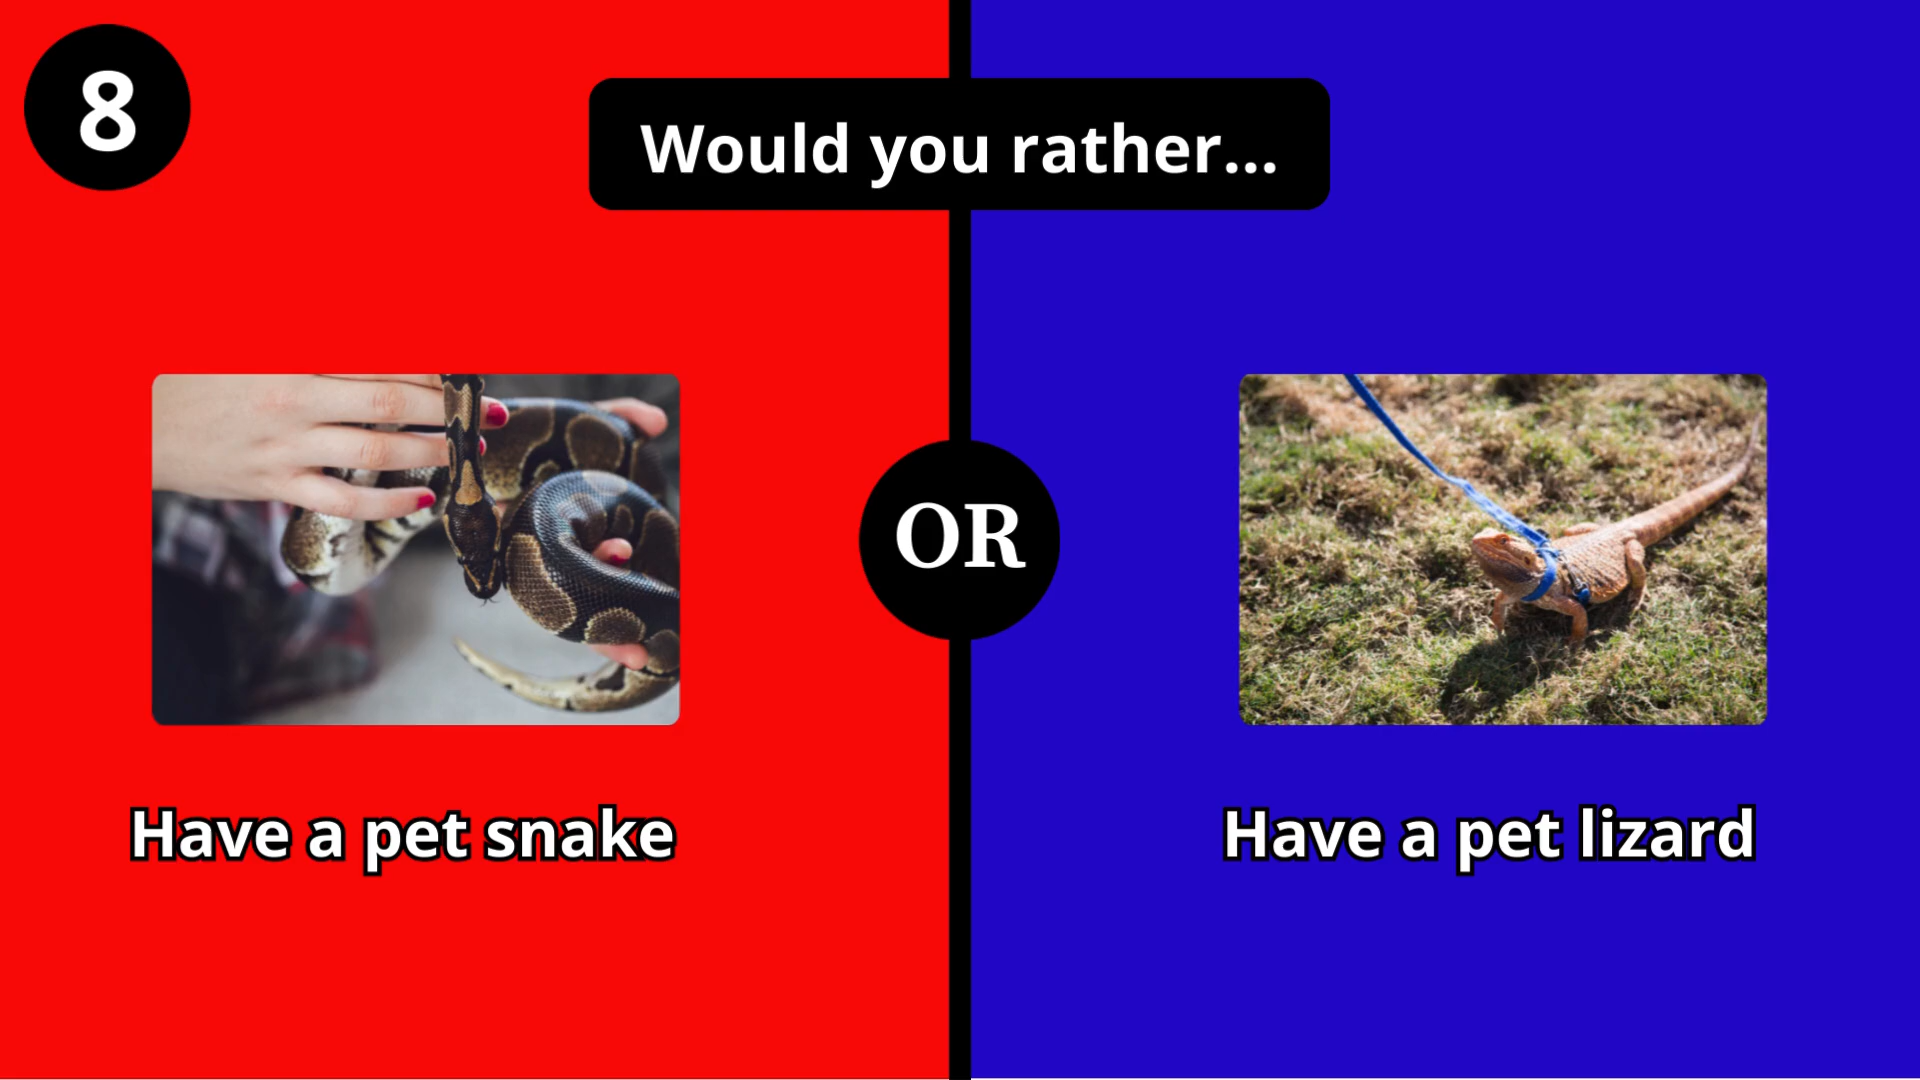 8
Would you rather...
OR
Have a pet snake
Have a pet lizard